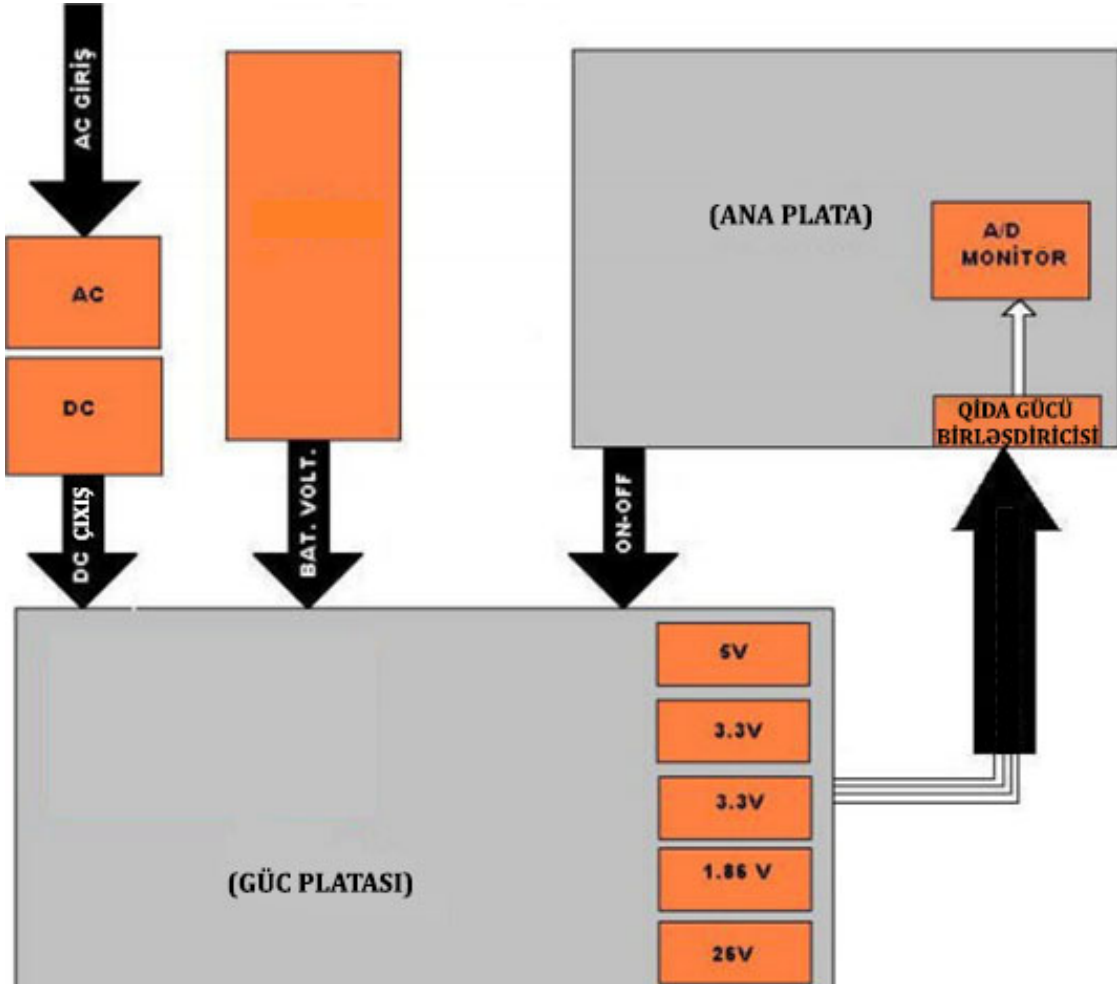 AC GİRİŞ
AC
DC
DC ÇIXIŞ
BAT. VOLT.
(ANA PLATA)
A/D
MONİTÖR
QİDA GÜCÜ
BİRLƏŞDİRİCİSİ
ON-OFF
(GÜC PLATASI)
5V
3.3V
3.3V
1.86 V
26V